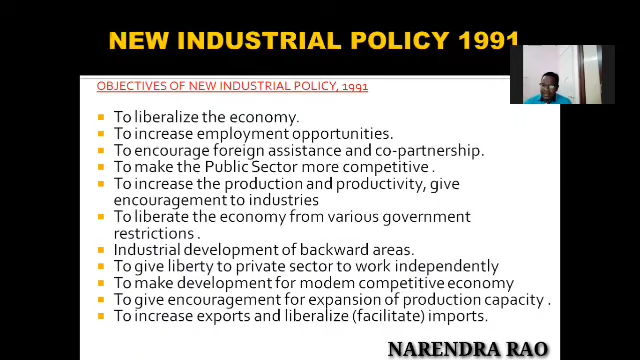 NEW INDUSTRIAL POLICY 1991
OBJECTIVES OF NEW INDUSTRIAL POLICY, 1991
To liberalize the economy.
To increase employment opportunities.
To encourage foreign assistance and co-partnership.
To make the Public Sector more competitive .
To increase the production and productivity, give
encouragement to industries
To liberate the economy from various government
restrictions .
Industrial development of backward areas.
To give liberty to private sector to work independently
To make development for modem competitive economy
To give encouragement for expansion of production capacity .
To increase exports and liberalize (facilitate) imports.
NARENDRA RAO